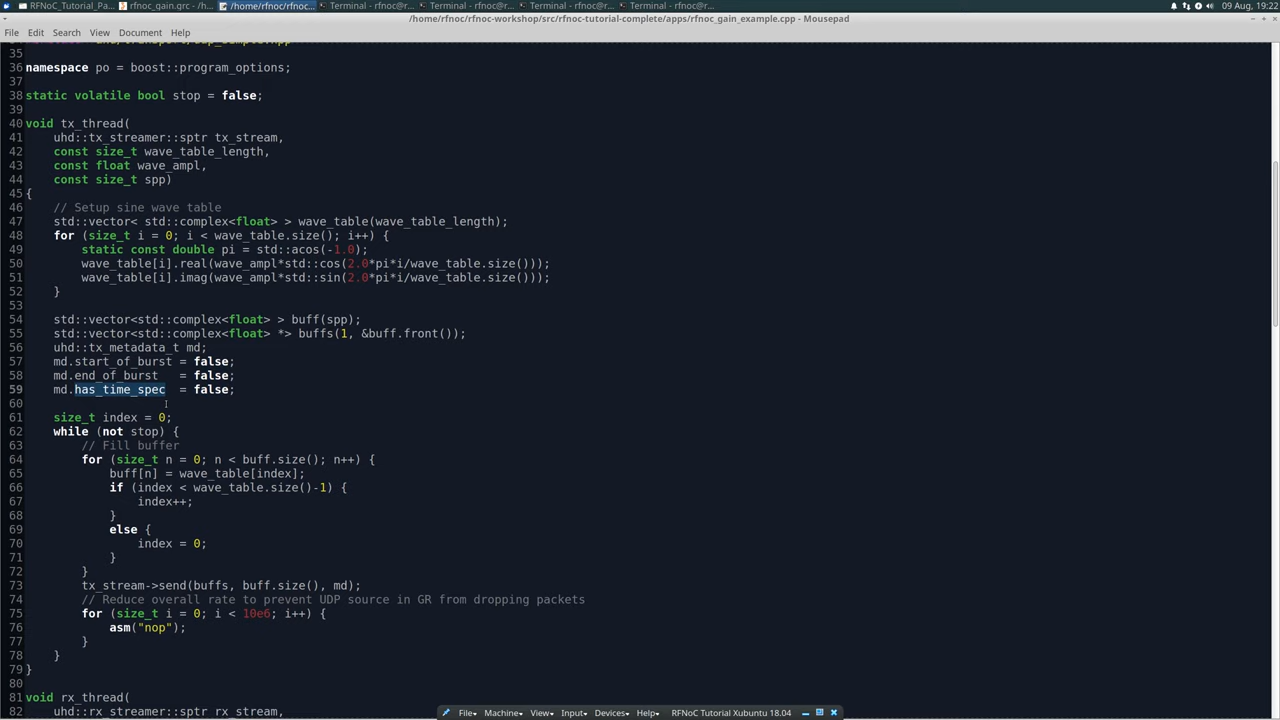 RFNoC_Tutorial_Pa... rfnoc_gain.grc - /h... /home/rfnoc/rfnoc... Terminal - rfnoc@r... Terminal - rfnoc@r... Terminal - rfnoc@r... Terminal - rfnoc@r... 09 Aug, 19:22
/home/rfnoc/rfnoc-workshop/src/rfnoc-tutorial-complete/apps/rfnoc_gain_example.cpp - Mousepad
File Edit Search View Document Help
35
36 namespace po = boost::program_options;
37
38 static volatile bool stop = false;
39
40 void tx_thread(
41     uhd::tx_streamer::sptr tx_stream,
42     const size_t wave_table_length,
43     const float wave_ampl,
44     const size_t spp)
45 {
46     // Setup sine wave table
47     std::vector< std::complex<float> > wave_table(wave_table_length);
48     for (size_t i = 0; i < wave_table.size(); i++) {
49         static const double pi = std::acos(-1.0);
50         wave_table[i].real(wave_ampl*std::cos(2.0*pi*i/wave_table.size()));
51         wave_table[i].imag(wave_ampl*std::sin(2.0*pi*i/wave_table.size()));
52     }
53
54     std::vector<std::complex<float> > buff(spp);
55     std::vector<std::complex<float> *> buffs(1, &buff.front());
56     uhd::tx_metadata_t md;
57     md.start_of_burst = false;
58     md.end_of_burst   = false;
59     md.has_time_spec  = false;
60
61     size_t index = 0;
62     while (not stop) {
63         // Fill buffer
64         for (size_t n = 0; n < buff.size(); n++) {
65             buff[n] = wave_table[index];
66             if (index < wave_table.size()-1) {
67                 index++;
68             }
69             else {
70                 index = 0;
71             }
72         }
73         tx_stream->send(buffs, buff.size(), md);
74         // Reduce overall rate to prevent UDP source in GR from dropping packets
75         for (size_t i = 0; i < 10e6; i++) {
76             asm("nop");
77         }
78     }
79 }
80
81 void rx_thread(
82     uhd::rx_streamer::sptr rx_stream,
File Machine View Input Devices Help RFNoC Tutorial Xubuntu 18.04